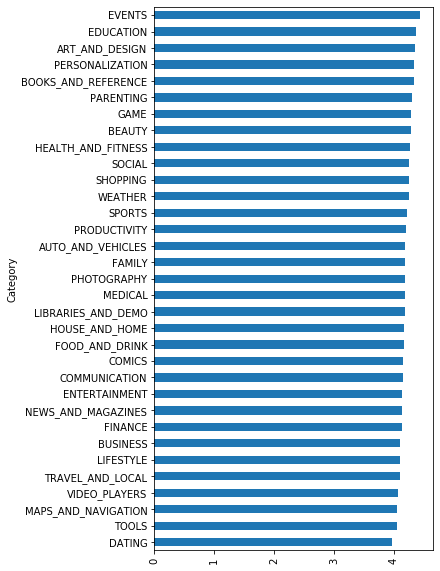 EVENTS
EDUCATION
ART_AND_DESIGN
PERSONALIZATION
BOOKS_AND_REFERENCE
PARENTING
GAME
BEAUTY
HEALTH_AND_FITNESS
SOCIAL
SHOPPING
WEATHER
SPORTS
PRODUCTIVITY
AUTO_AND_VEHICLES
FAMILY
PHOTOGRAPHY
MEDICAL
LIBRARIES_AND_DEMO
HOUSE_AND_HOME
FOOD_AND_DRINK
COMICS
COMMUNICATION
ENTERTAINMENT
NEWS_AND_MAGAZINES
FINANCE
BUSINESS
LIFESTYLE
TRAVEL_AND_LOCAL
VIDEO_PLAYERS
MAPS_AND_NAVIGATION
TOOLS
DATING
Category
0 1 2 3 4